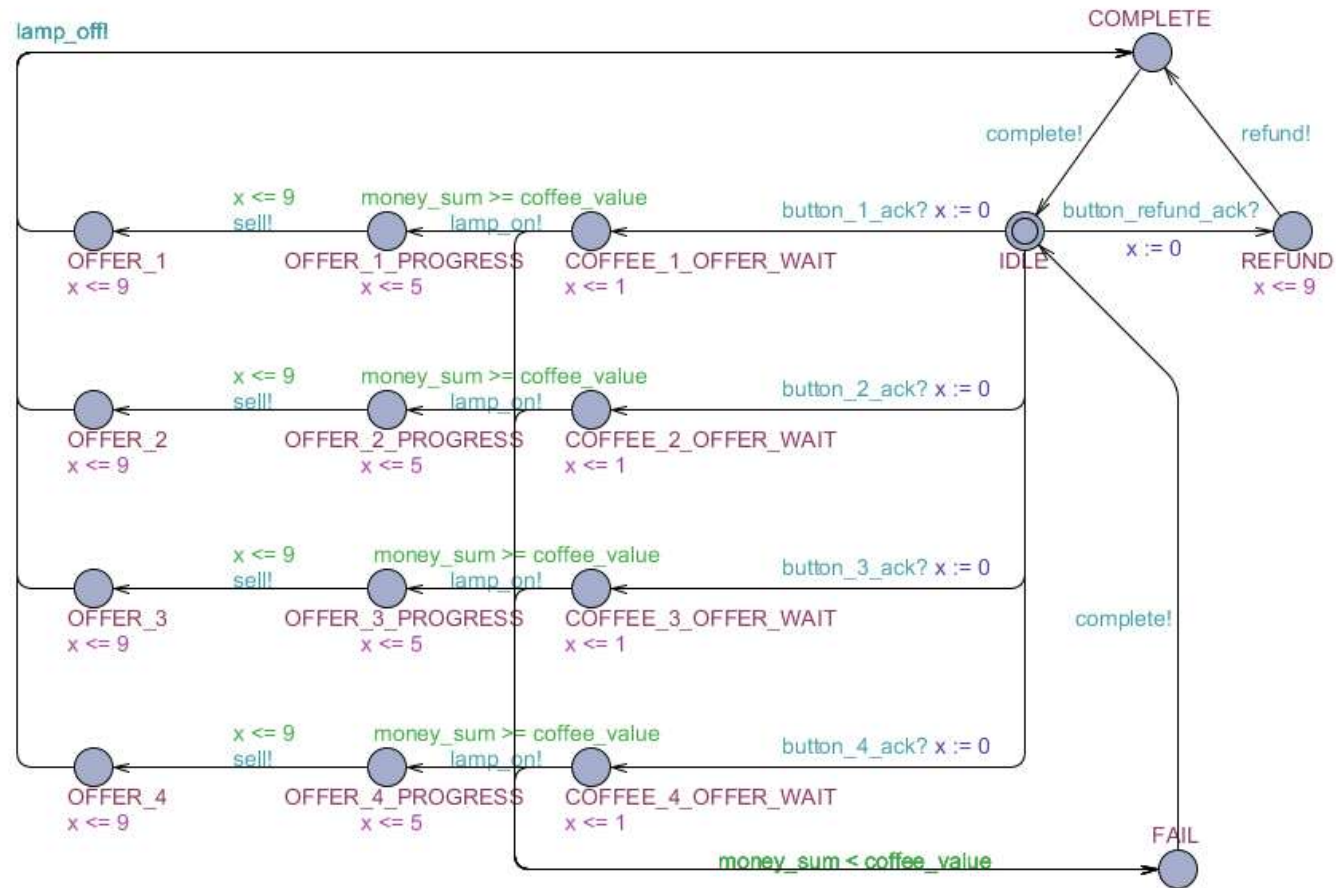 COMPLETE
lamp_off!
complete!
refund!
x <= 9
money_sum >= coffee_value
button_1_ack? x := 0
button_refund_ack?
sell!
lamp_on!
x := 0
OFFER_1
OFFER_1_PROGRESS
COFFEE_1_OFFER_WAIT
IDLE
REFUND
x <= 9
x <= 5
x <= 1
x <= 9
x <= 9
money_sum >= coffee_value
button_2_ack? x := 0
sell!
lamp_on!
OFFER_2
OFFER_2_PROGRESS
COFFEE_2_OFFER_WAIT
x <= 9
x <= 5
x <= 1
x <= 9
money_sum >= coffee_value
button_3_ack? x := 0
sell!
lamp_on!
OFFER_3
OFFER_3_PROGRESS
COFFEE_3_OFFER_WAIT
complete!
x <= 9
x <= 5
x <= 1
x <= 9
money_sum >= coffee_value
button_4_ack? x := 0
sell!
lamp_on!
OFFER_4
OFFER_4_PROGRESS
COFFEE_4_OFFER_WAIT
x <= 9
x <= 5
x <= 1
FAIL
money_sum < coffee_value